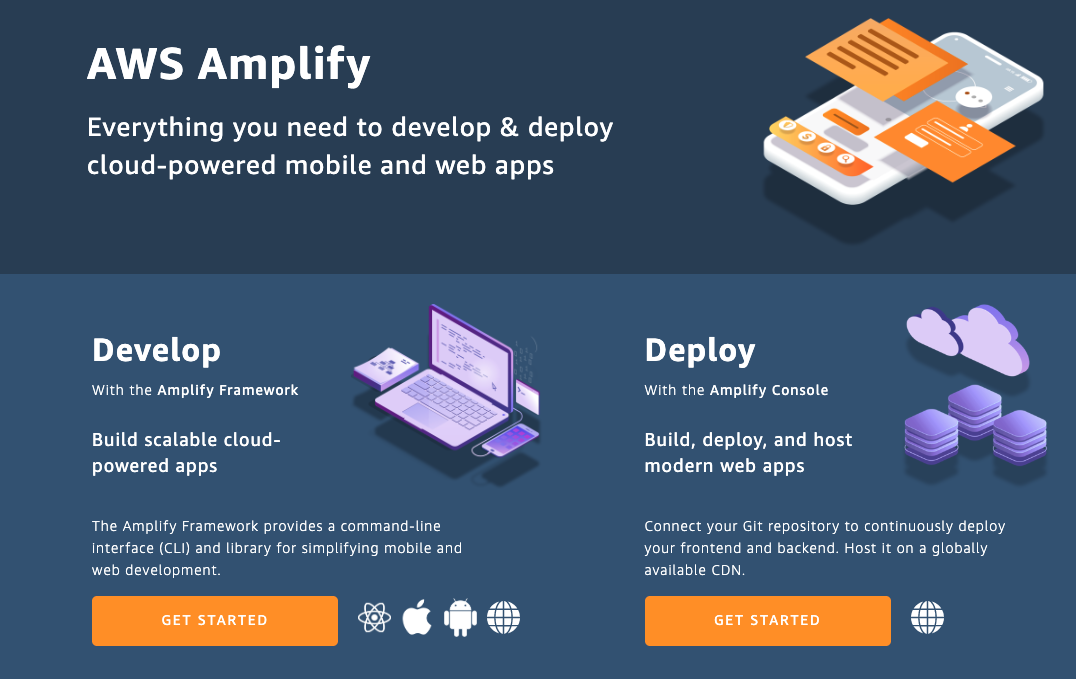 AWS Amplify
Everything you need to develop & deploy
cloud-powered mobile and web apps
Develop
With the Amplify Framework
Build scalable cloud-
powered apps
The Amplify Framework provides a command-line
interface (CLI) and library for simplifying mobile and
web development.
GET STARTED
Deploy
With the Amplify Console
Build, deploy, and host
modern web apps
Connect your Git repository to continuously deploy
your frontend and backend. Host it on a globally
available CDN.
GET STARTED